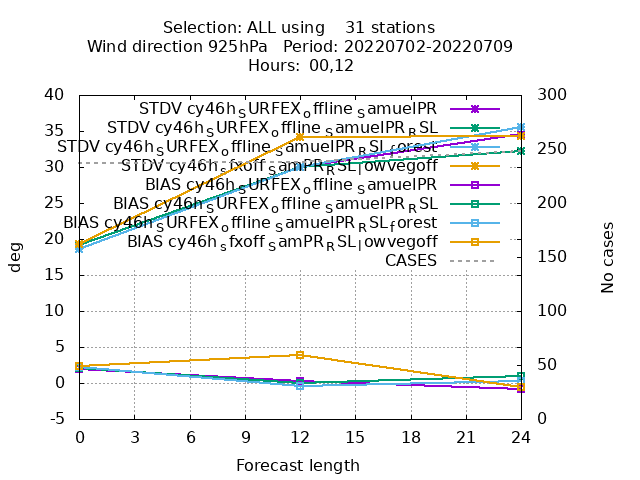 Selection: ALL using    31 stations
Wind direction 925hPa   Period: 20220702-20220709
Hours:  00,12
40
35
30
25
20
15
10
5
0
-5
deg
STDV cy46h_SURFEX_offline_SamuelPR
STDV cy46h_SURFEX_offline_SamuelPR_RSL
STDV cy46h_SURFEX_offline_SamuelPR_RSL_forest
STDV cy46h_sfxoff_SamPR_RSL_lowvegoff
BIAS cy46h_SURFEX_offline_SamuelPR
BIAS cy46h_SURFEX_offline_SamuelPR_RSL
BIAS cy46h_SURFEX_offline_SamuelPR_RSL_forest
BIAS cy46h_sfxoff_SamPR_RSL_lowvegoff
CASES
300
250
200
150
100
50
0
No cases
0 3 6 9 12 15 18 21 24
Forecast length